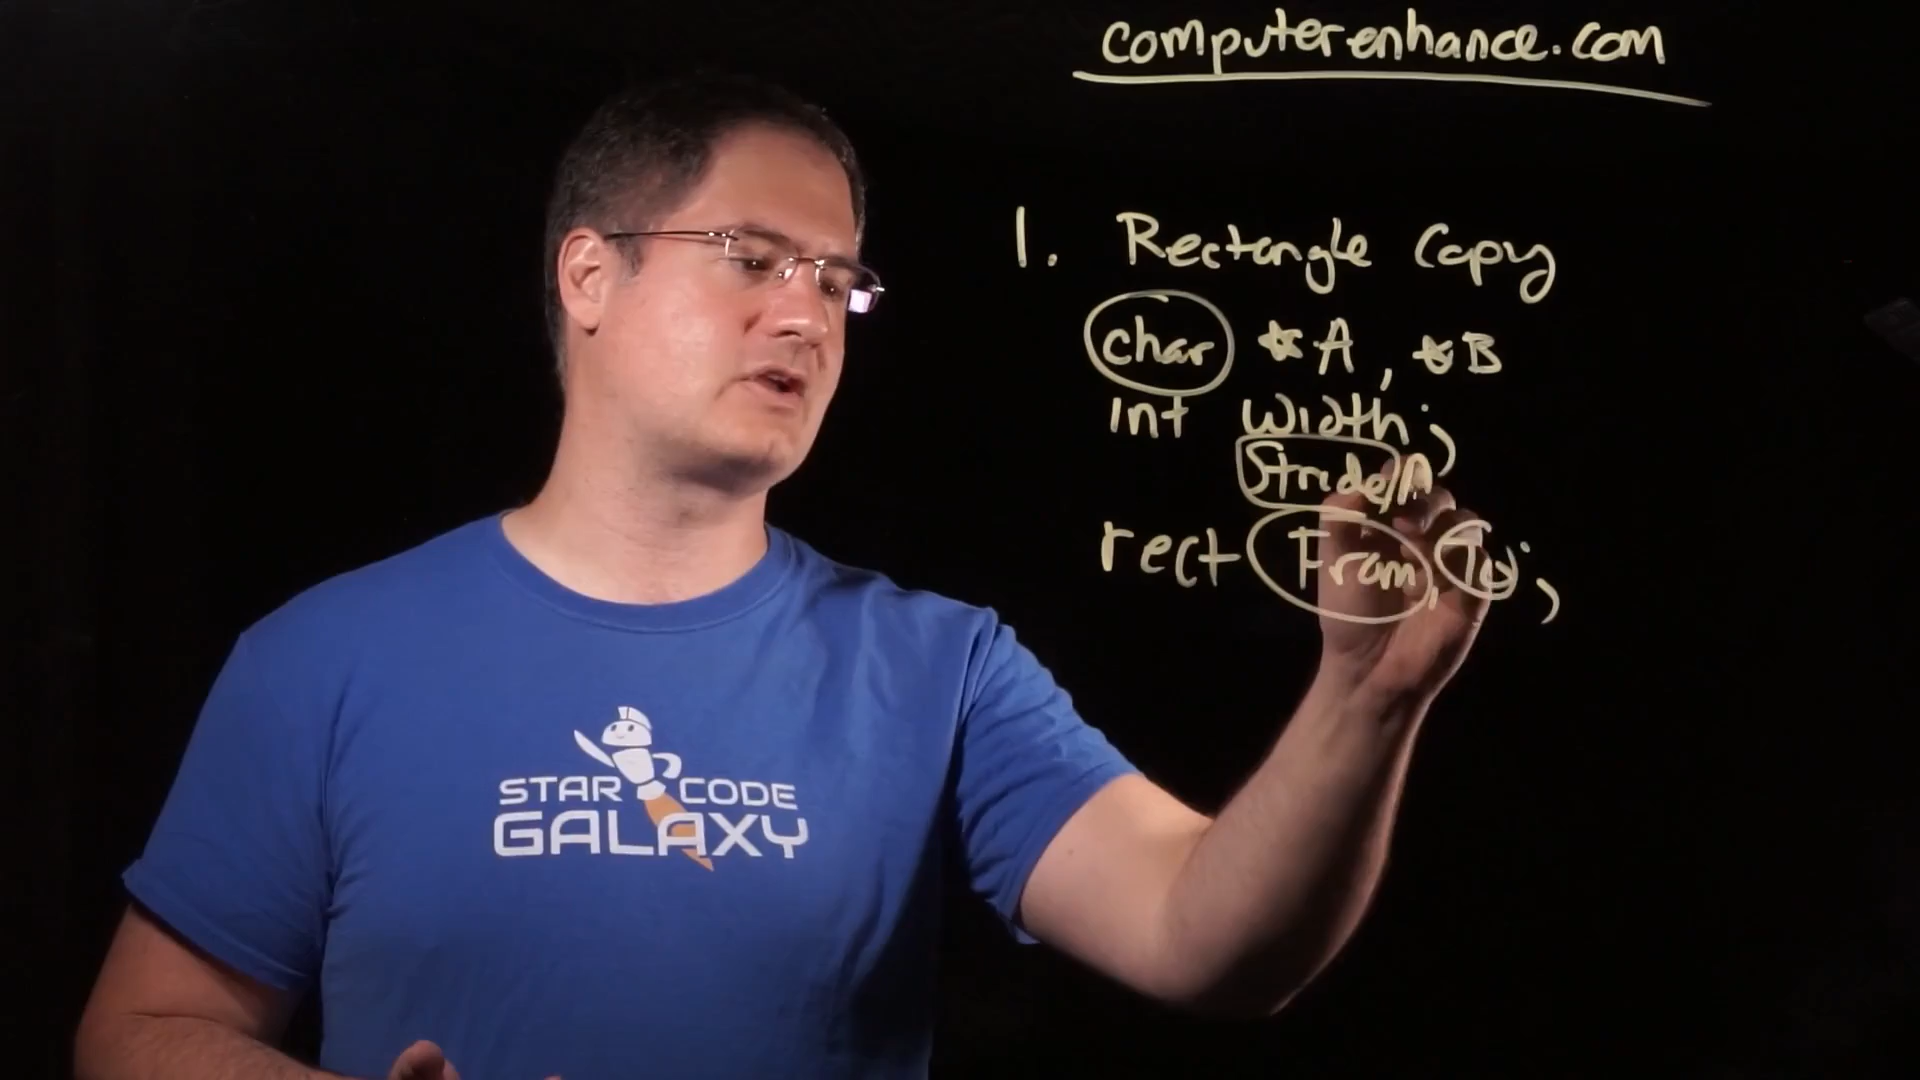 computerenhance.com
1. Rectangle Copy
char *A, *B
int Width;
Stride/A
rect From, To;
STAR CODE
GALAXY